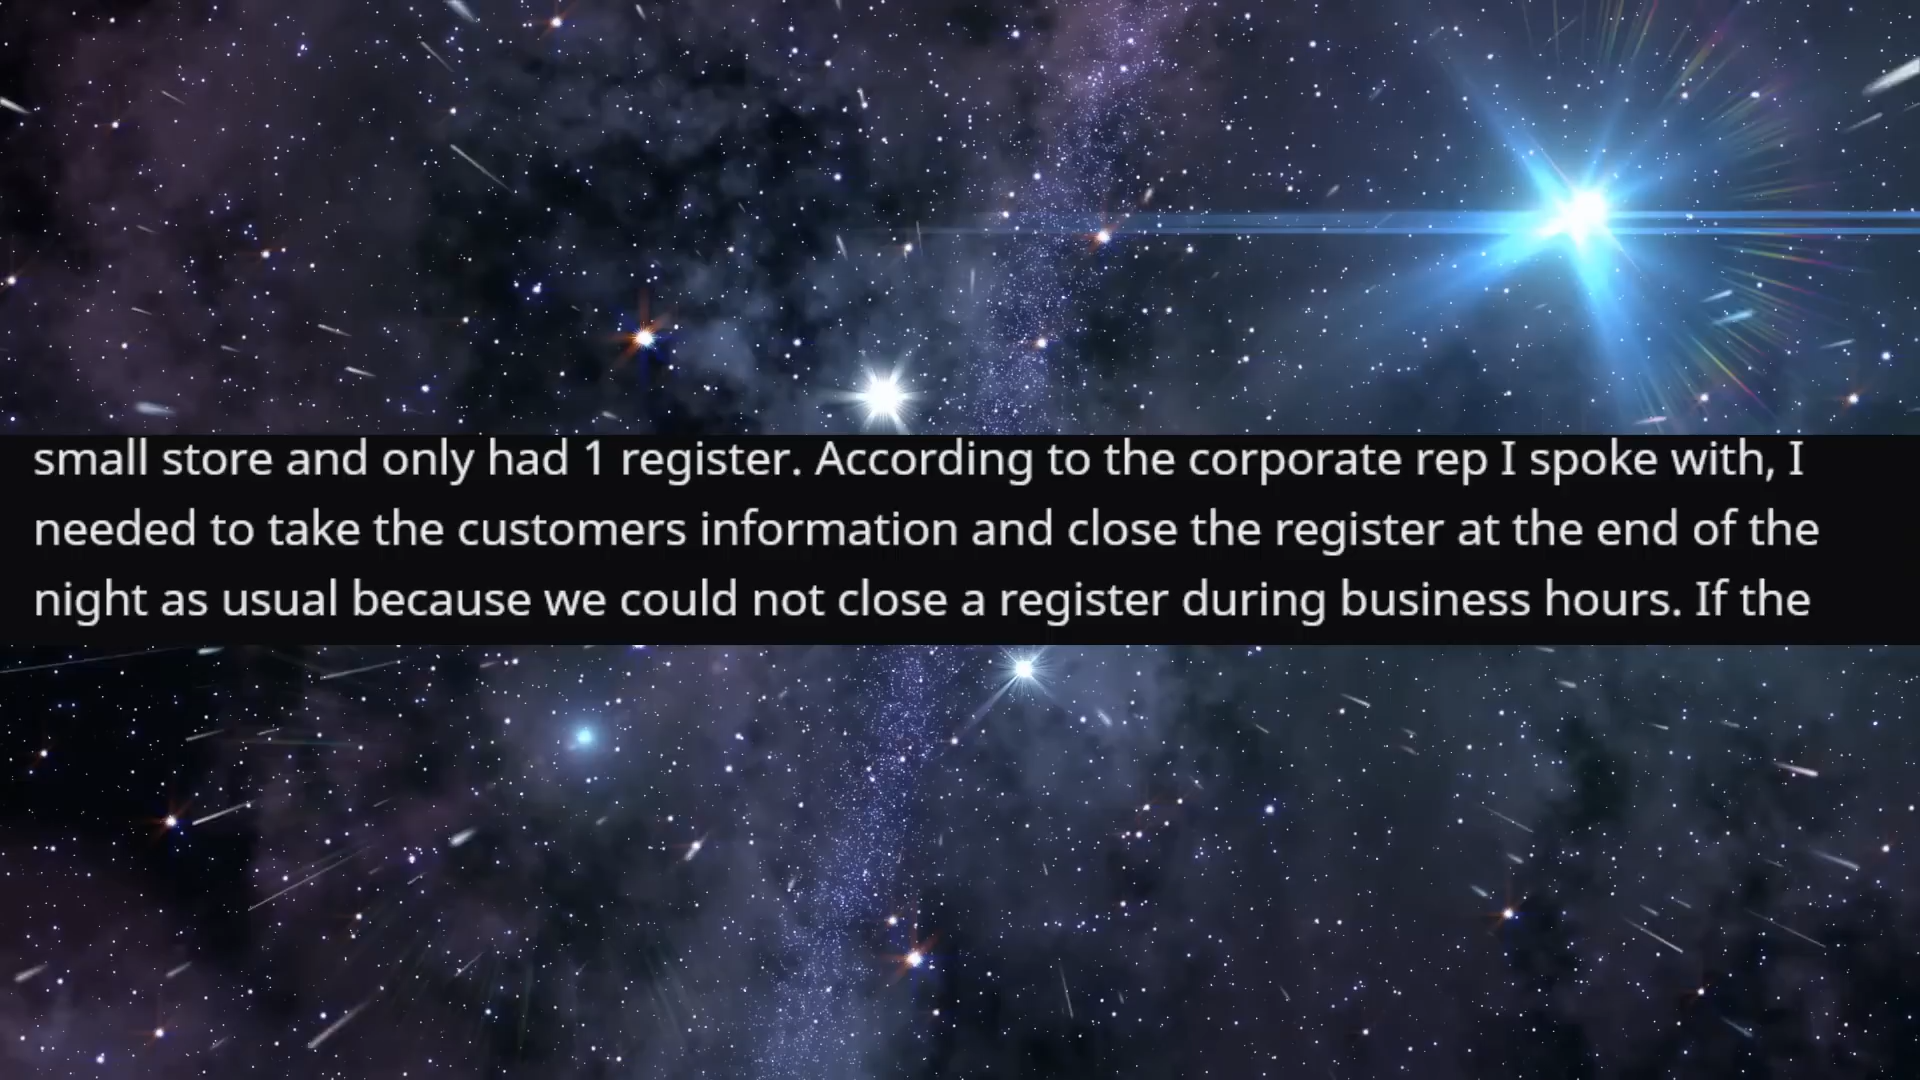 small store and only had 1 register. According to the corporate rep I spoke with, I
needed to take the customers information and close the register at the end of the
night as usual because we could not close a register during business hours. If the